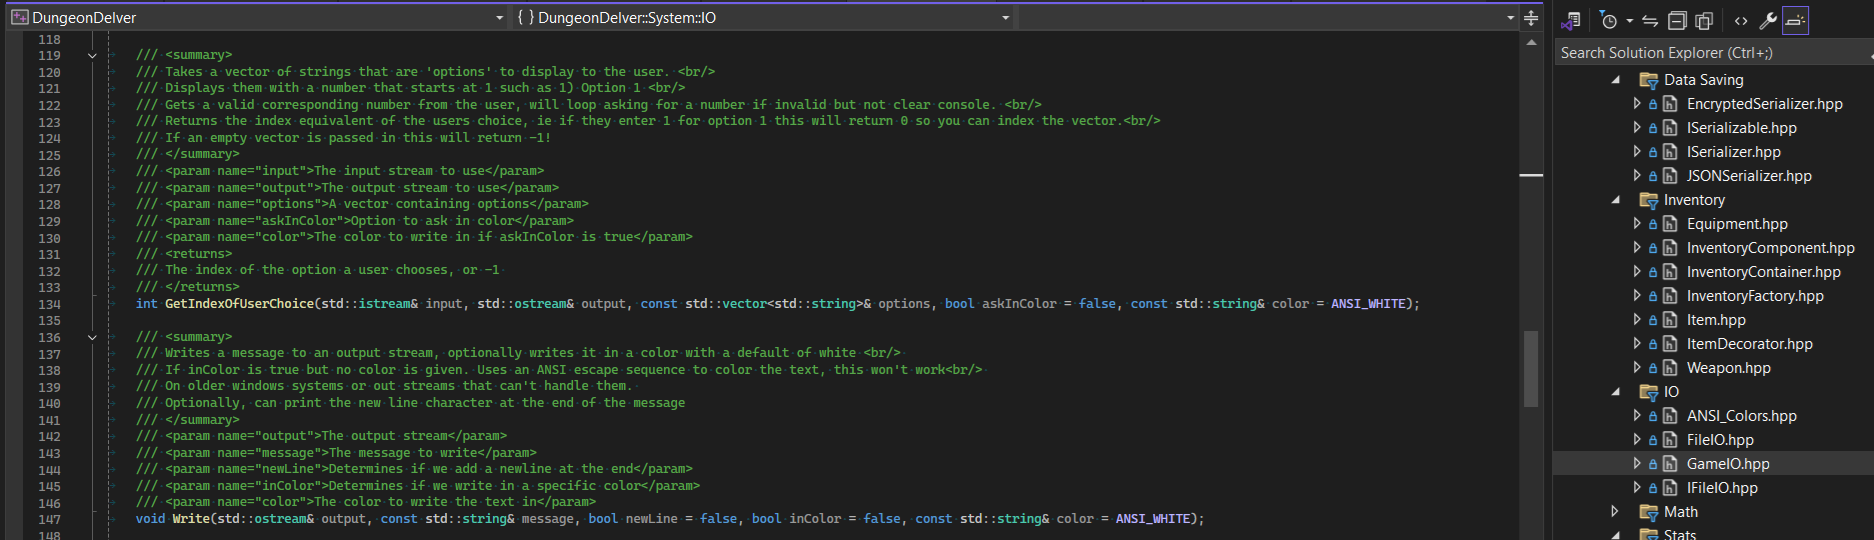 DungeonDelver
{ } DungeonDelver::System::IO
118
119 /// <summary>
120 /// Takes a vector of strings that are 'options' to display to the user. <br/>
121 /// Displays them with a number that starts at 1 such as 1) Option 1 <br/>
122 /// Gets a valid corresponding number from the user, will loop asking for a number if invalid but not clear console. <br/>
123 /// Returns the index equivalent of the users choice, ie if they enter 1 for option 1 this will return 0 so you can index the vector.<br/>
124 /// If an empty vector is passed in this will return -1!
125 /// </summary>
126 /// <param name="input">The input stream to use</param>
127 /// <param name="output">The output stream to use</param>
128 /// <param name="options">A vector containing options</param>
129 /// <param name="askInColor">Option to ask in color</param>
130 /// <param name="color">The color to write in if askInColor is true</param>
131 /// <returns>
132 /// The index of the option a user chooses, or -1
133 /// </returns>
134 int GetIndexOfUserChoice(std::istream& input, std::ostream& output, const std::vector<std::string>& options, bool askInColor = false, const std::string& color = ANSI_WHITE);
135
136 /// <summary>
137 /// Writes a message to an output stream, optionally writes it in a color with a default of white <br/>
138 /// If inColor is true but no color is given. Uses an ANSI escape sequence to color the text, this won't work<br/>
139 /// On older windows systems or out streams that can't handle them.
140 /// Optionally, can print the new line character at the end of the message
141 /// </summary>
142 /// <param name="output">The output stream</param>
143 /// <param name="message">The message to write</param>
144 /// <param name="newLine">Determines if we add a newline at the end</param>
145 /// <param name="inColor">Determines if we write in a specific color</param>
146 /// <param name="color">The color to write the text in</param>
147 void Write(std::ostream& output, const std::string& message, bool newLine = false, bool inColor = false, const std::string& color = ANSI_WHITE);
148
Search Solution Explorer (Ctrl+;)
Data Saving
EncryptedSerializer.hpp
ISerializable.hpp
ISerializer.hpp
JSONSerializer.hpp
Inventory
Equipment.hpp
InventoryComponent.hpp
InventoryContainer.hpp
InventoryFactory.hpp
Item.hpp
ItemDecorator.hpp
Weapon.hpp
IO
ANSI_Colors.hpp
FileIO.hpp
GameIO.hpp
IFileIO.hpp
Math
Stats